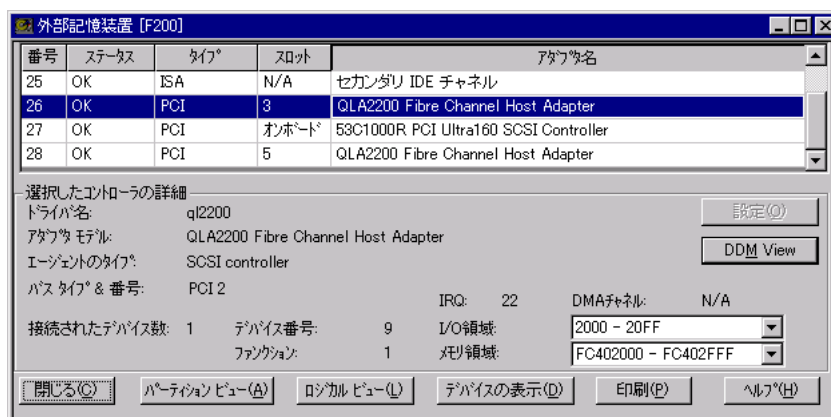 外部記憶装置 [F200]
番号 ステータス タイプ スロット アダプタ名
25 OK ISA N/A セカンダリ IDE チャネル
26 OK PCI 3 QLA2200 Fibre Channel Host Adapter
27 OK PCI オンボード 53C1000R PCI Ultra160 SCSI Controller
28 OK PCI 5 QLA2200 Fibre Channel Host Adapter
選択したコントローラの詳細
ドライバ名: ql2200 設定(O)
アダプタ モデル: QLA2200 Fibre Channel Host Adapter
DDM View
エージェントのタイプ: SCSI controller
バス タイプ & 番号: PCI 2
IRQ: 22 DMAチャネル: N/A
接続されたデバイス数: 1 デバイス番号: 9 I/O領域: 2000 - 20FF
ファンクション: 1 メモリ領域: FC402000 - FC402FFF
閉じる(C) パーティション ビュー(A) ロジカル ビュー(L) デバイスの表示(D) 印刷(P) ヘルプ(H)